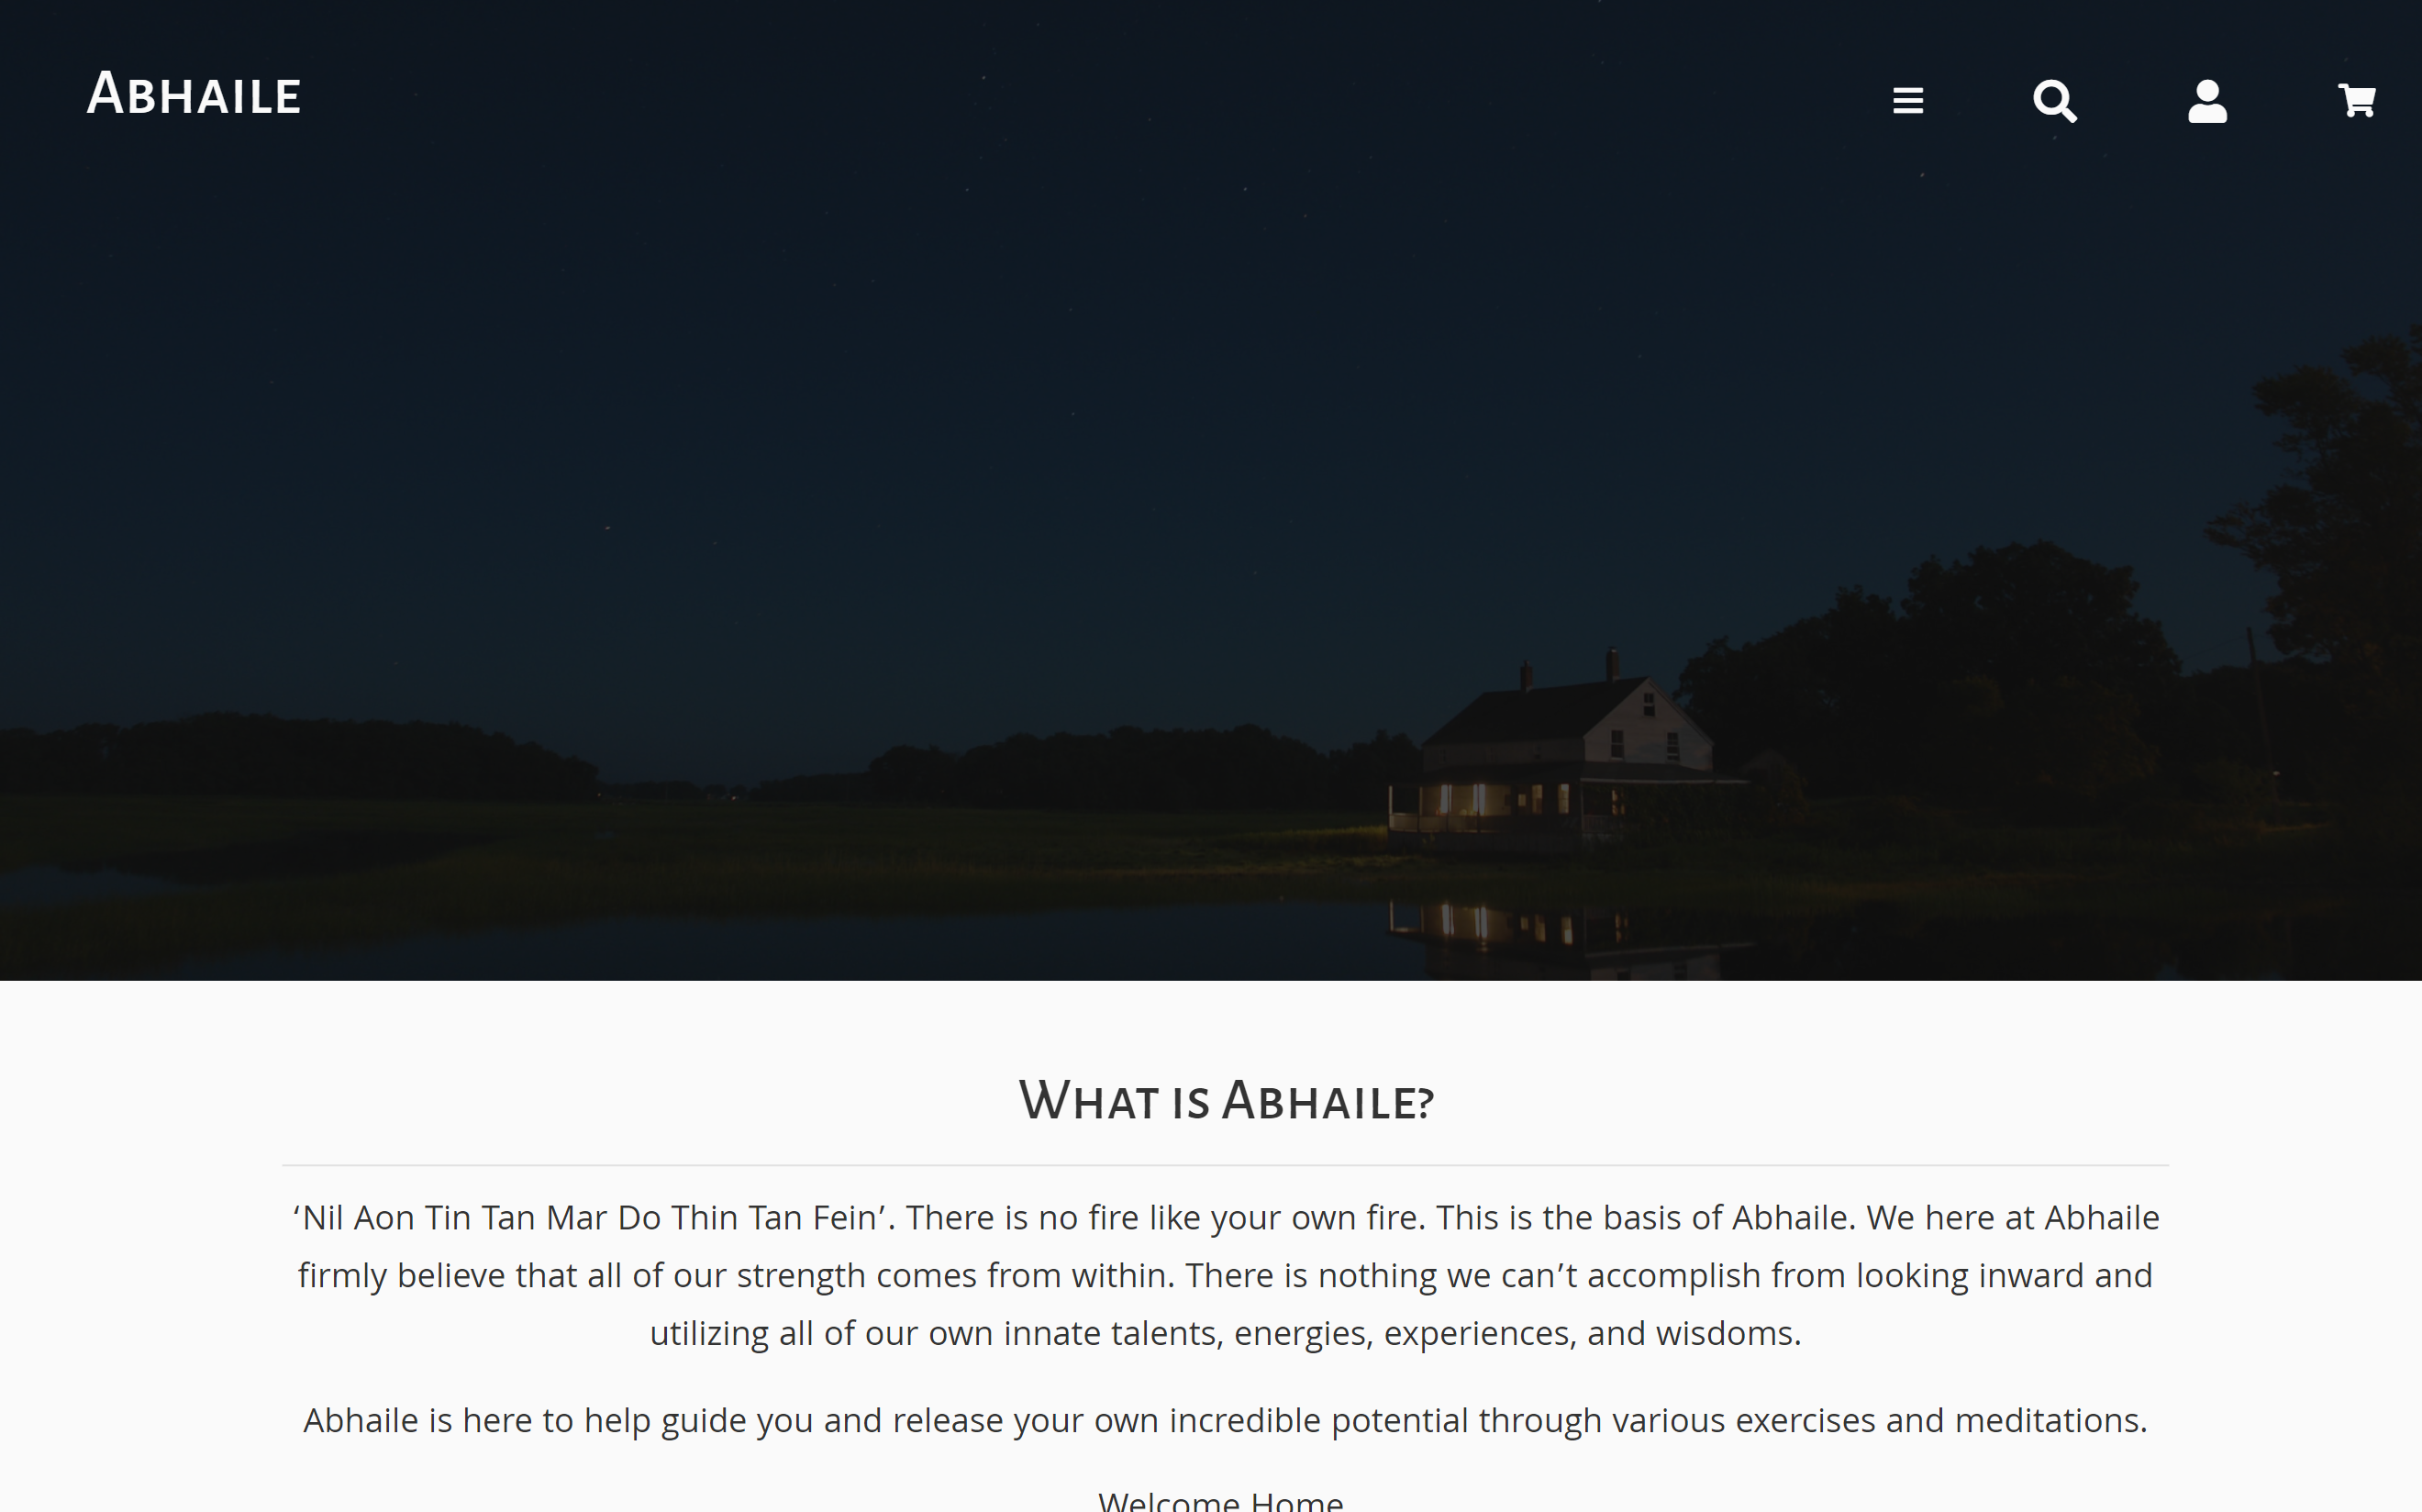 Abhaile
What is Abhaile?
‘Nil Aon Tin Tan Mar Do Thin Tan Fein’. There is no fire like your own fire. This is the basis of Abhaile. We here at Abhaile
firmly believe that all of our strength comes from within. There is nothing we can’t accomplish from looking inward and
utilizing all of our own innate talents, energies, experiences, and wisdoms.
Abhaile is here to help guide you and release your own incredible potential through various exercises and meditations.
Welcome Home